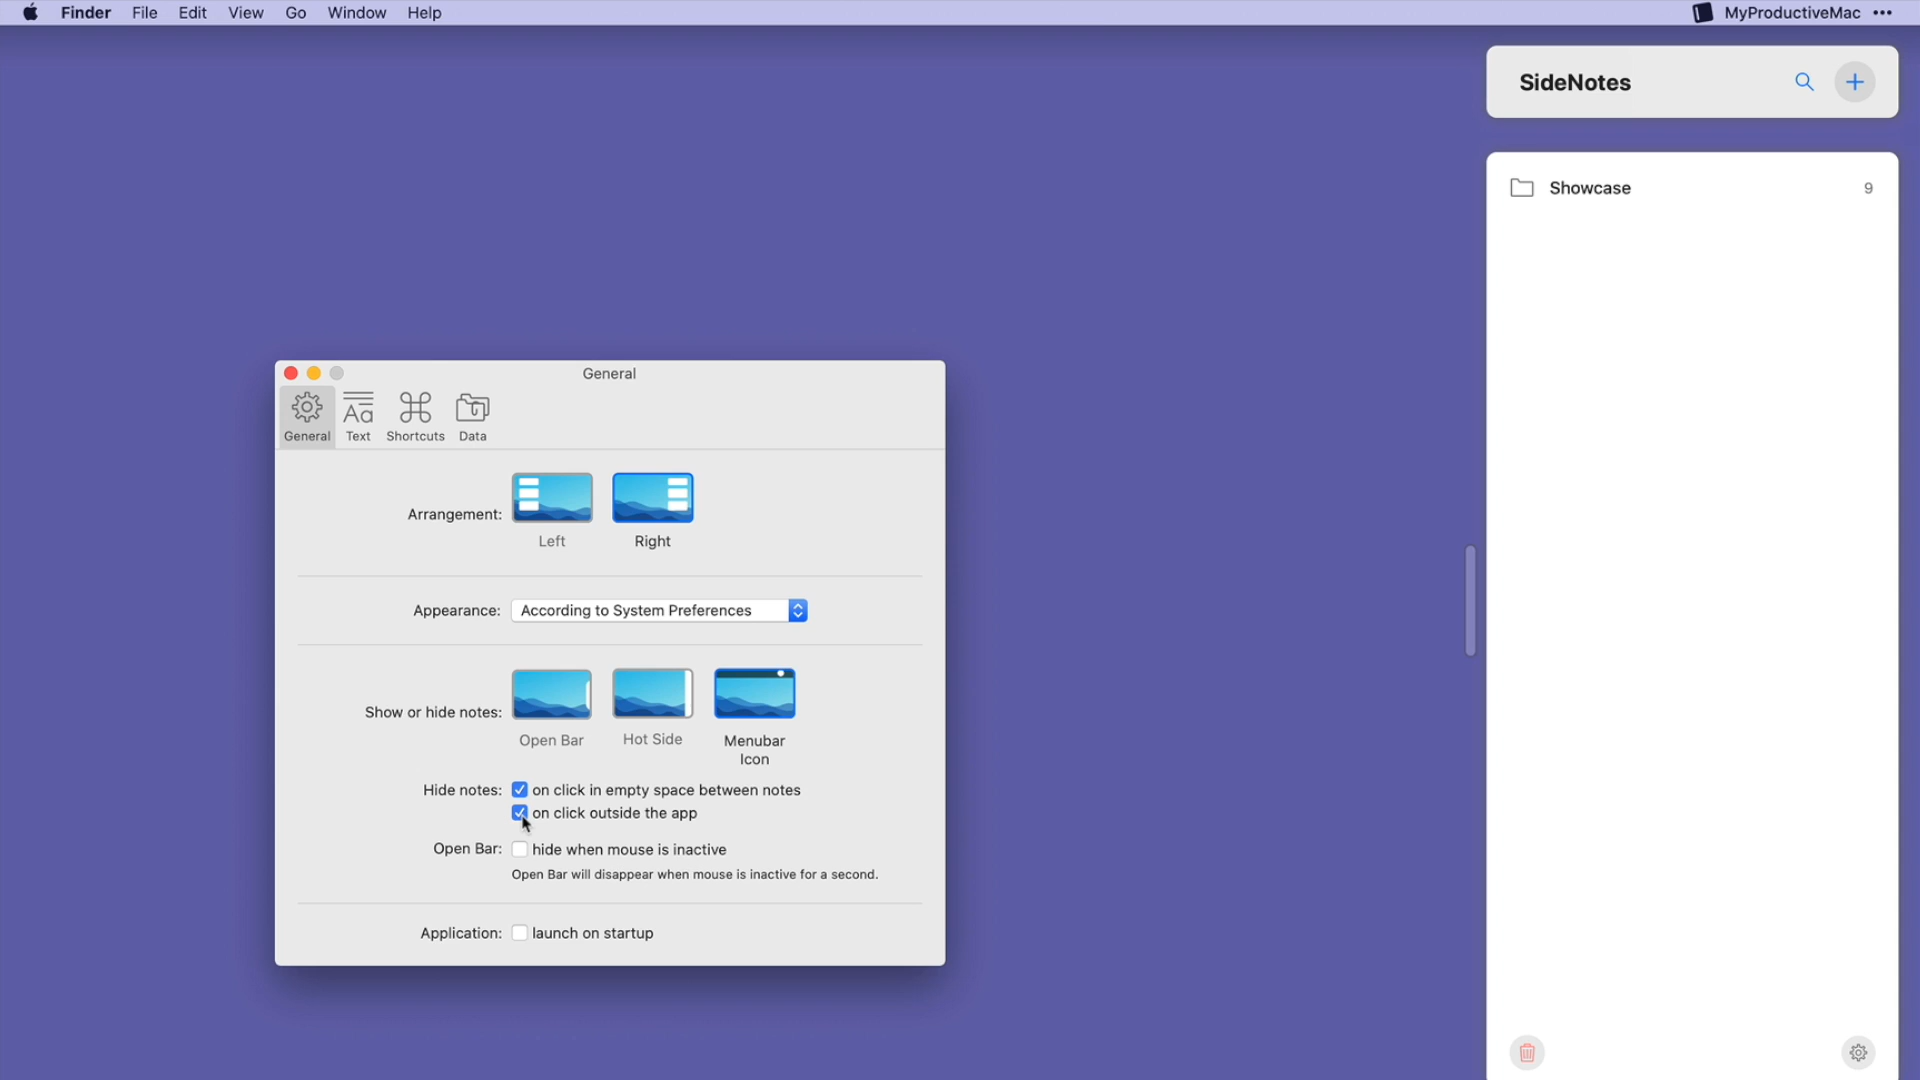 Finder File Edit View Go Window Help MyProductiveMac
SideNotes
Showcase 9
General
General Text Shortcuts Data
Arrangement:
Left Right
Appearance: According to System Preferences
Show or hide notes:
Open Bar Hot Side Menubar
Icon
Hide notes: on click in empty space between notes
on click outside the app
Open Bar: hide when mouse is inactive
Open Bar will disappear when mouse is inactive for a second.
Application: launch on startup